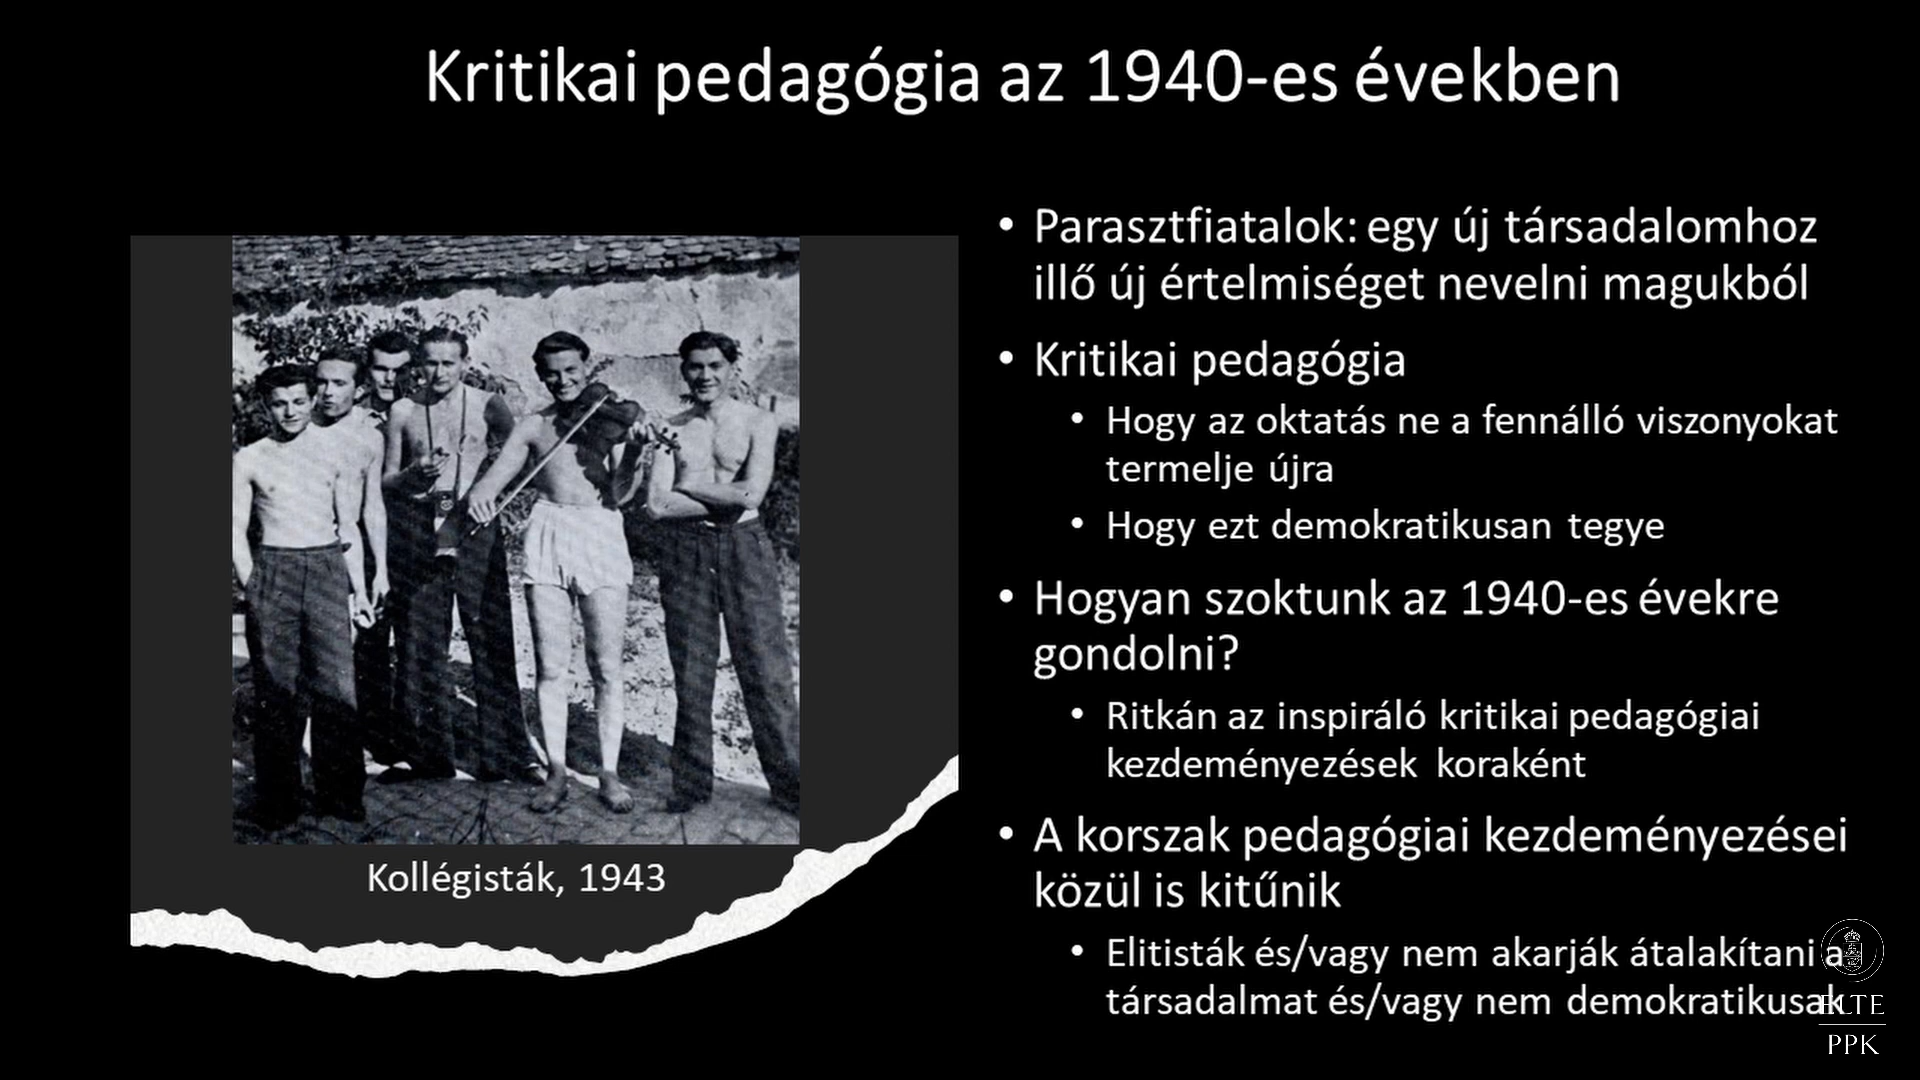 Kritikai pedagógia az 1940-es években
• Parasztfiatalok: egy új társadalomhoz
illő új értelmiséget nevelni magukból
• Kritikai pedagógia
• Hogy az oktatás ne a fennálló viszonyokat
termelje újra
• Hogy ezt demokratikusan tegye
• Hogyan szoktunk az 1940-es évekre
gondolni?
• Ritkán az inspiráló kritikai pedagógiai
kezdeményezések koraként
• A korszak pedagógiai kezdeményezései
közül is kitűnik
• Elitisták és/vagy nem akarják átalakítani a
társadalmat és/vagy nem demokratikusak
Kollégisták, 1943
ELTE
PPK